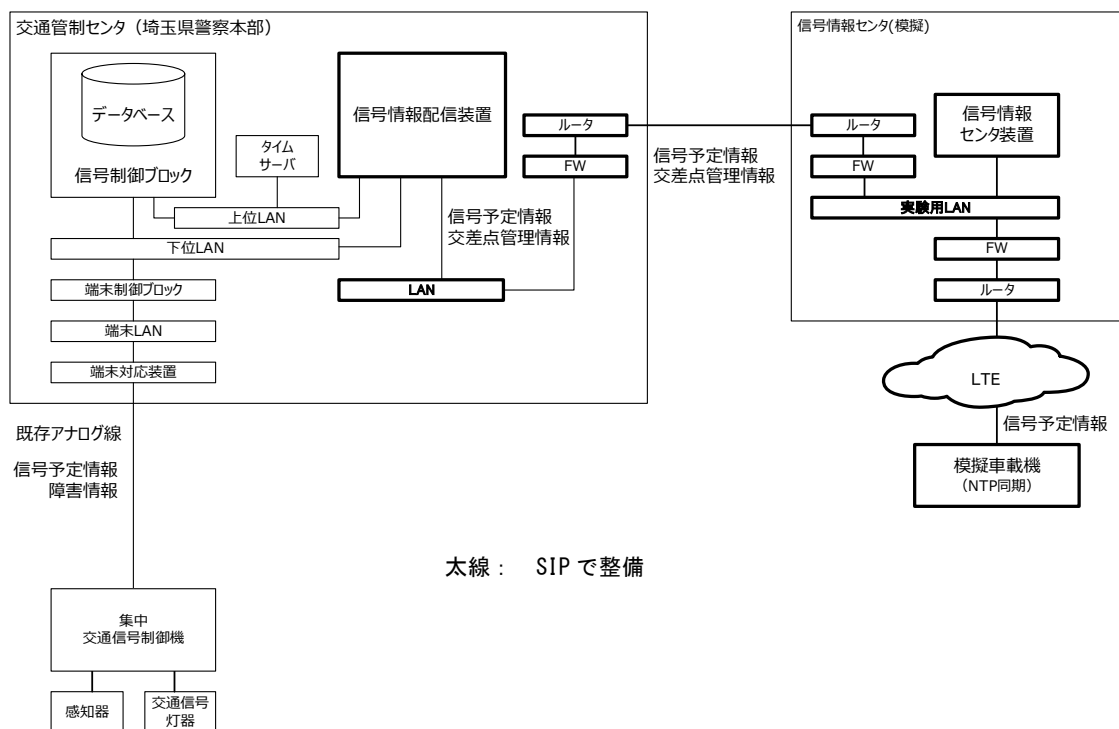 交通管制センタ（埼玉県警察本部）
データベース
信号制御ブロック
タイム
サーバ
信号情報配信装置
上位LAN
下位LAN
信号予定情報
交差点管理情報
LAN
ルータ
FW
端末制御ブロック
端末LAN
端末対応装置
信号予定情報
交差点管理情報
信号情報センタ(模擬)
ルータ
FW
信号情報
センタ装置
実験用LAN
FW
ルータ
LTE
信号予定情報
模擬車載機
（NTP同期）
既存アナログ線
信号予定情報
障害情報
太線： SIPで整備
集中
交通信号制御機
感知器
交通信号
灯器